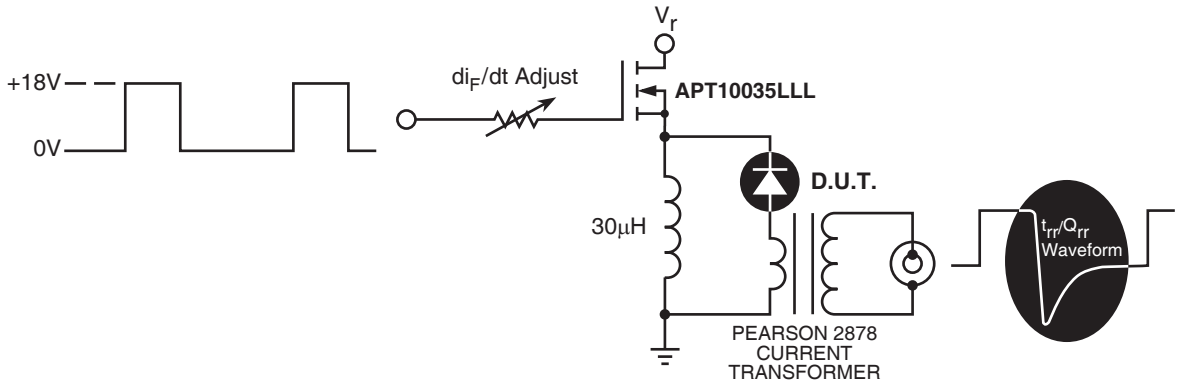 V_r
+18V
0V
di_F/dt Adjust
APT10035LLL
D.U.T.
30µH
t_rr/Q_rr
Waveform
PEARSON 2878
CURRENT
TRANSFORMER